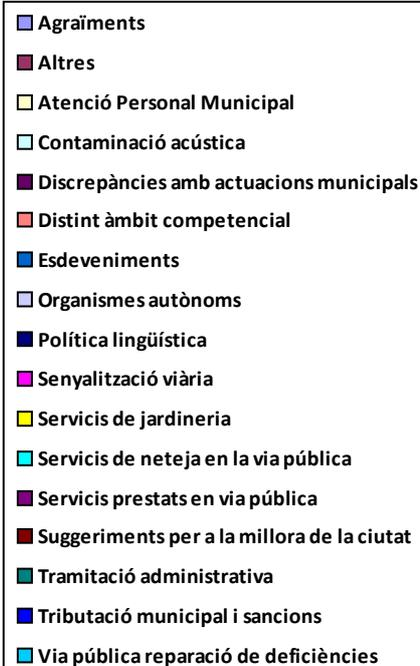 Agraïments
Altres
Atenció Personal Municipal
Contaminació acústica
Discrepàncies amb actuacions municipals
Distint àmbit competencial
Esdeveniments
Organismes autònoms
Política lingüística
Senyalització viària
Servicis de jardineria
Servicis de neteja en la via pública
Servicis prestats en via pública
Suggeriments per a la millora de la ciutat
Tramitació administrativa
Tributació municipal i sancions
Via pública reparació de deficiències